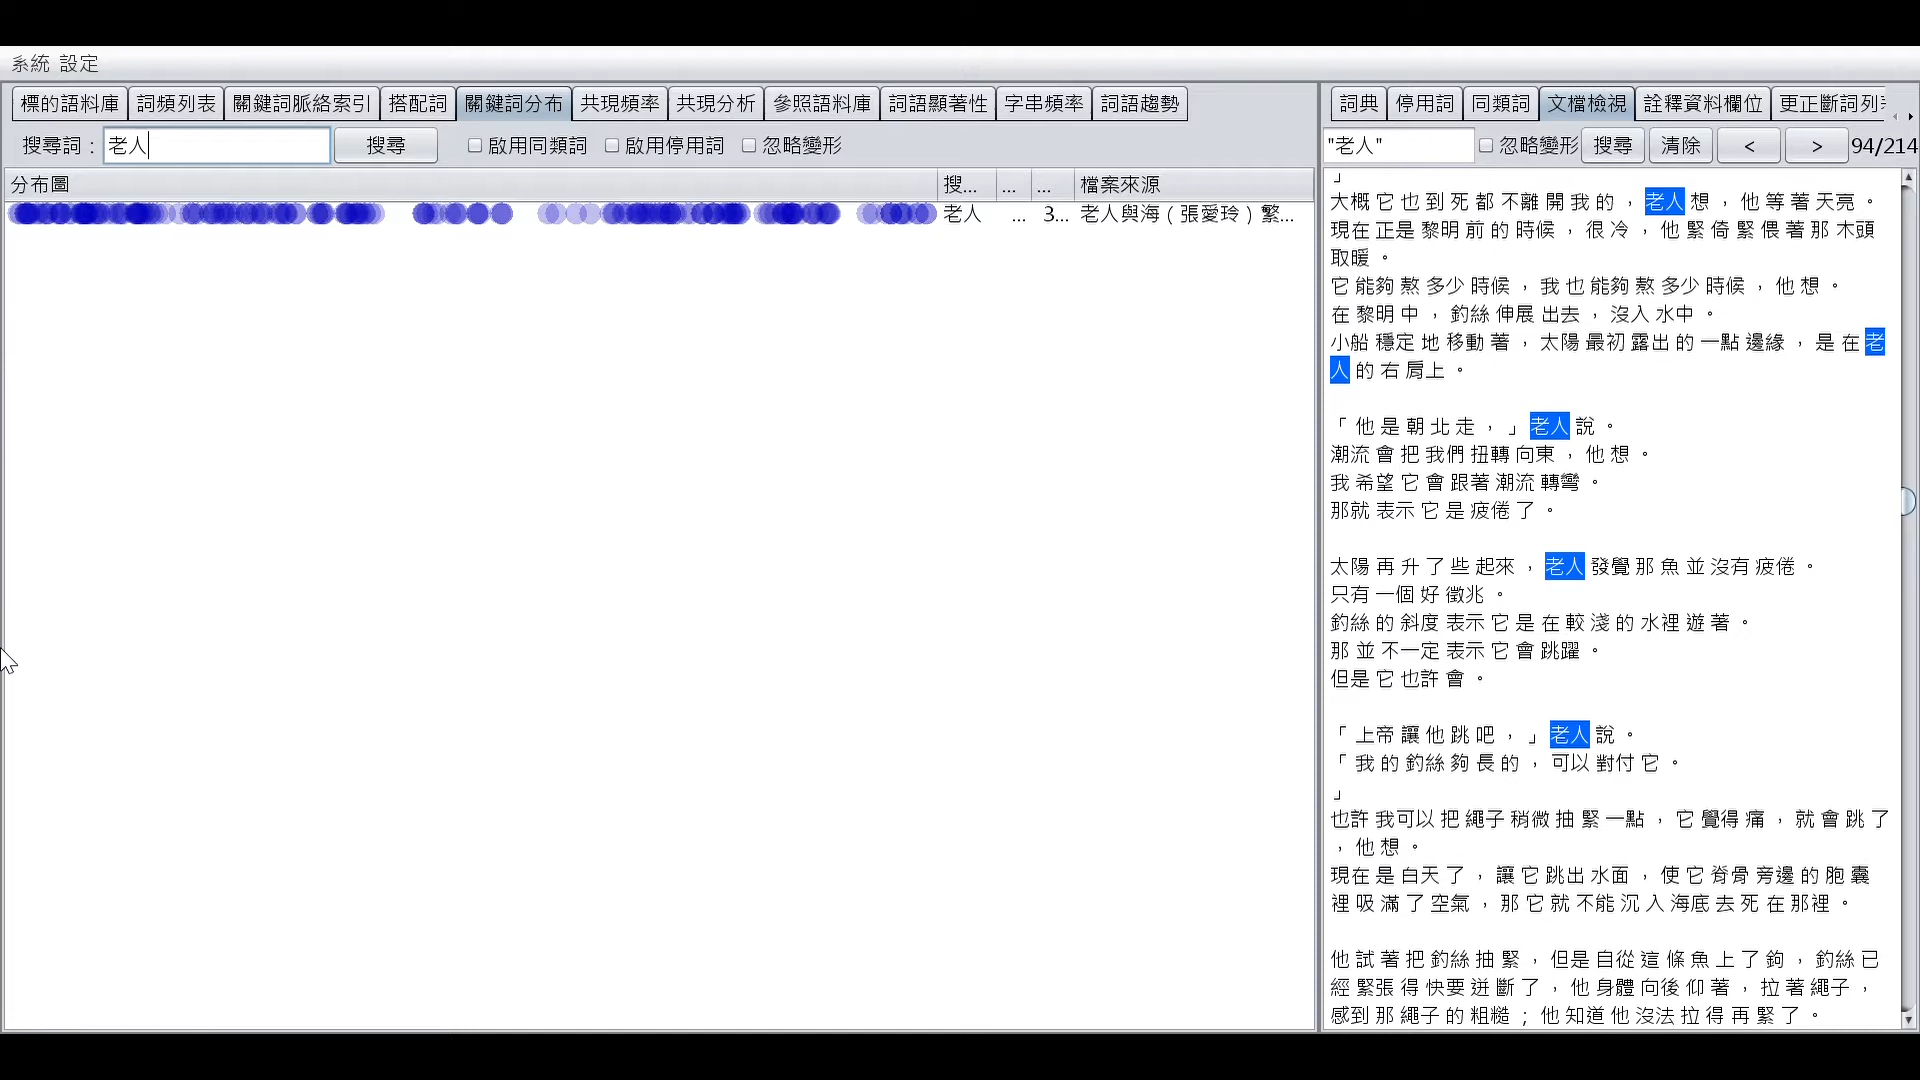 系統 設定
標的語料庫 詞頻列表 關鍵詞脈絡索引 搭配詞 關鍵詞分布 共現頻率 共現分析 參照語料庫 詞語顯著性 字串頻率 詞語趨勢
搜尋詞： 老人 搜尋 啟用同類詞 啟用停用詞 忽略變形
分布圖 搜... ... ... 檔案來源
老人 ... 3... 老人與海（張愛玲）繁...
詞典 停用詞 同類詞 文檔檢視 詮釋資料欄位 更正斷詞列
"老人" 忽略變形 搜尋 清除 < > 94/214
」
大概 它 也 到 死 都 不離 開 我 的 ， 老人 想 ， 他 等 著 天亮 。
現在 正是 黎明 前 的 時候 ， 很 冷 ， 他 緊 倚 緊 偎 著 那 木頭
取暖 。
它 能夠 熬 多少 時候 ， 我 也 能夠 熬 多少 時候 ， 他 想 。
在 黎明 中 ， 釣絲 伸展 出去 ， 沒入 水中 。
小船 穩定 地 移動 著 ， 太陽 最初 露出 的 一點 邊緣 ， 是 在 老
人 的 右 肩上 。
「 他 是 朝 北 走 ， 」 老人 說 。
潮流 會 把 我們 扭轉 向東 ， 他 想 。
我 希望 它 會 跟著 潮流 轉彎 。
那就 表示 它 是 疲倦 了 。
太陽 再 升 了 些 起來 ， 老人 發覺 那 魚 並 沒有 疲倦 。
只有 一個 好 徵兆 。
釣絲 的 斜度 表示 它 是 在 較 淺 的 水裡 遊 著 。
那 並 不一定 表示 它 會 跳躍 。
但是 它 也許 會 。
「 上帝 讓 他 跳 吧 ， 」 老人 說 。
「 我 的 釣絲 夠 長 的 ， 可以 對付 它 。
」
也許 我可以 把 繩子 稍微 抽 緊 一點 ， 它 覺得 痛 ， 就 會 跳 了
， 他 想 。
現在 是 白天 了 ， 讓 它 跳出 水面 ， 使 它 脊骨 旁邊 的 胞 囊
裡 吸 滿 了 空氣 ， 那 它 就 不能 沉 入 海底 去 死 在 那裡 。
他 試 著 把 釣絲 抽 緊 ， 但是 自從 這 條 魚 上 了 鉤 ， 釣絲 已
經 緊張 得 快要 迸 斷 了 ， 他 身體 向後 仰 著 ， 拉 著 繩子 ，
感到 那 繩子 的 粗糙 ； 他 知道 他 沒法 拉 得 再 緊 了 。